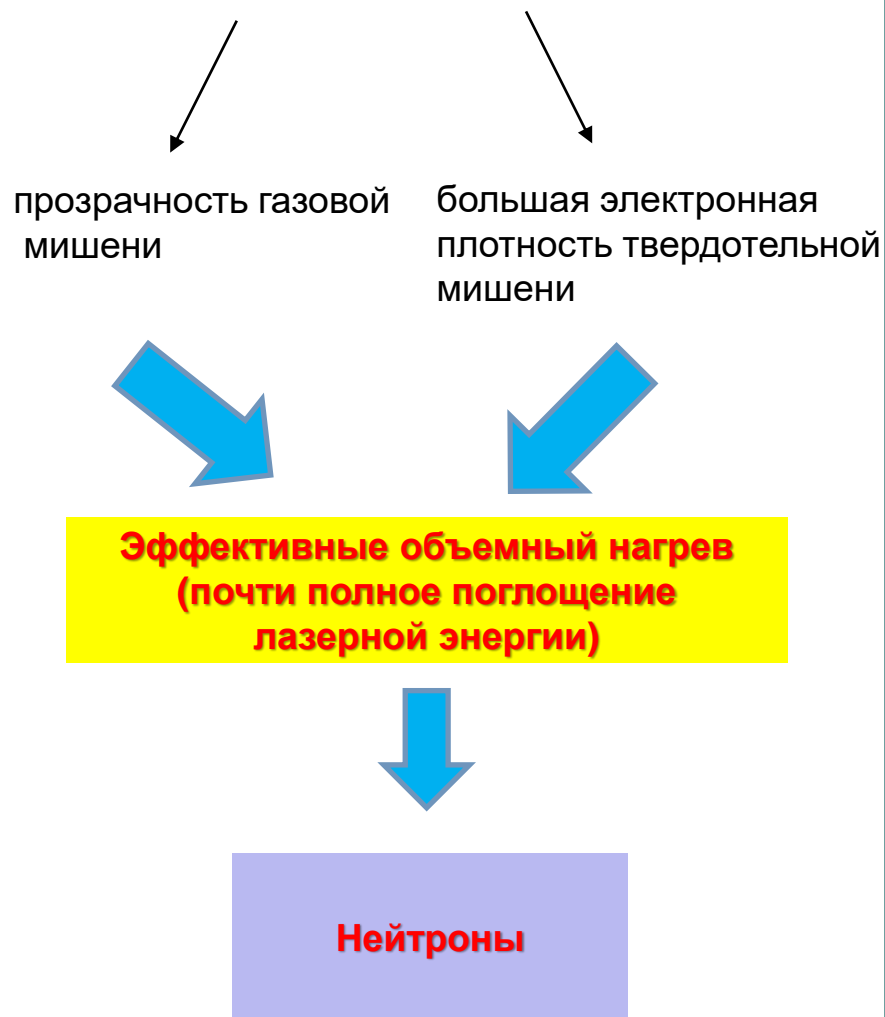 прозрачность газовой
мишени
большая электронная
плотность твердотельной
мишени
Эффективные объемный нагрев
(почти полное поглощение
лазерной энергии)
Нейтроны